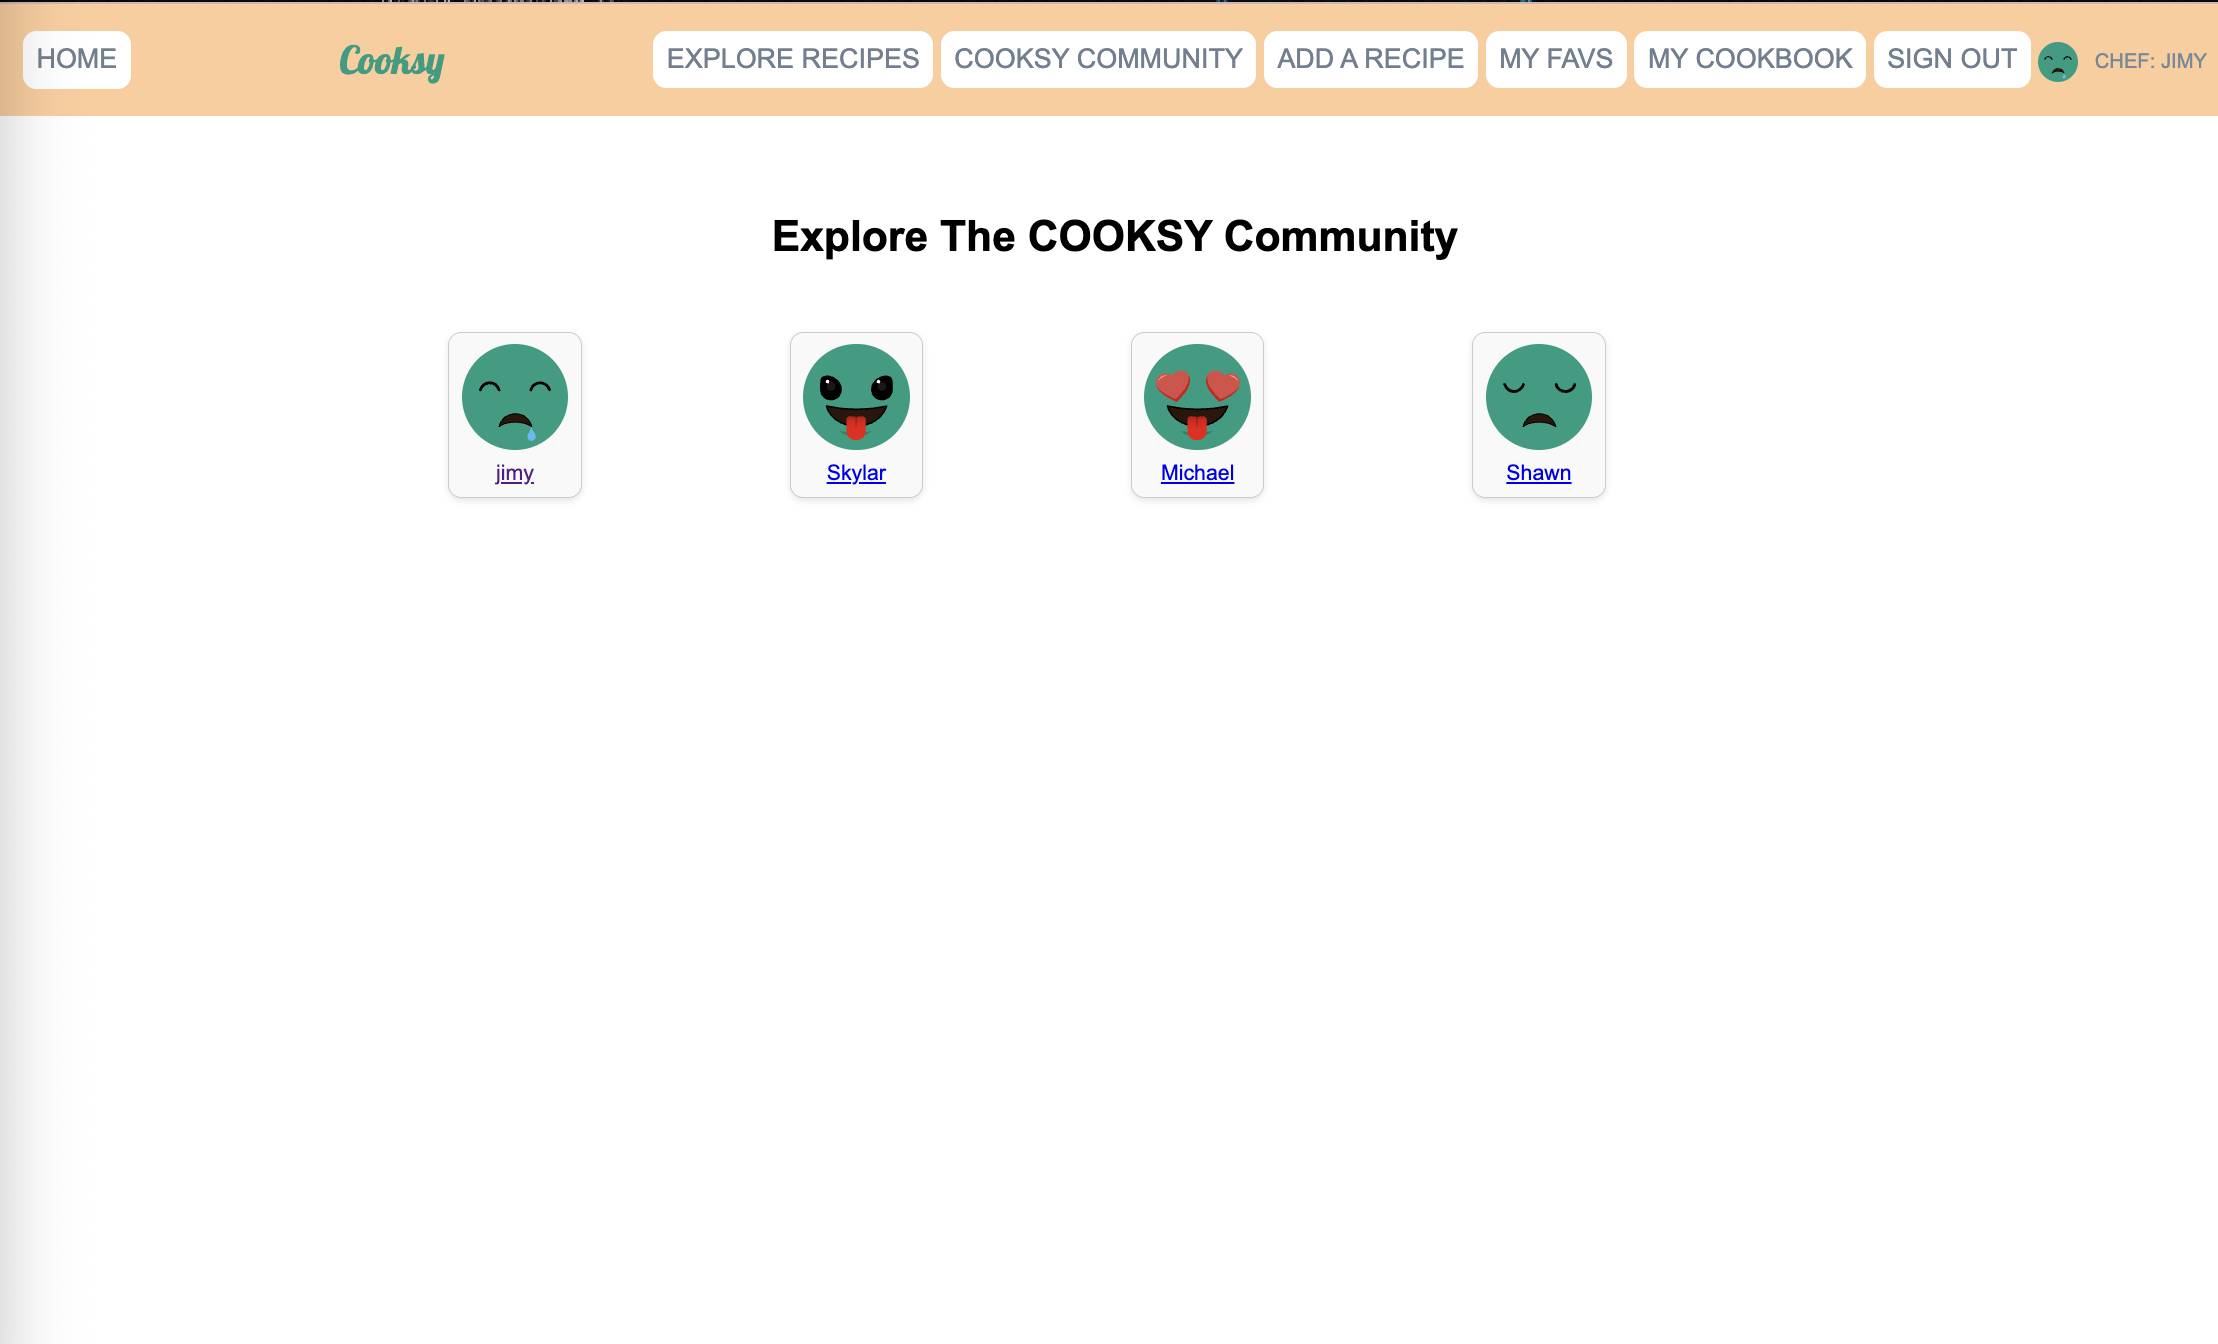 HOME
Cooksy
EXPLORE RECIPES
COOKSY COMMUNITY
ADD A RECIPE
MY FAVS
MY COOKBOOK
SIGN OUT
CHEF: JIMY
Explore The COOKSY Community
jimy
Skylar
Michael
Shawn